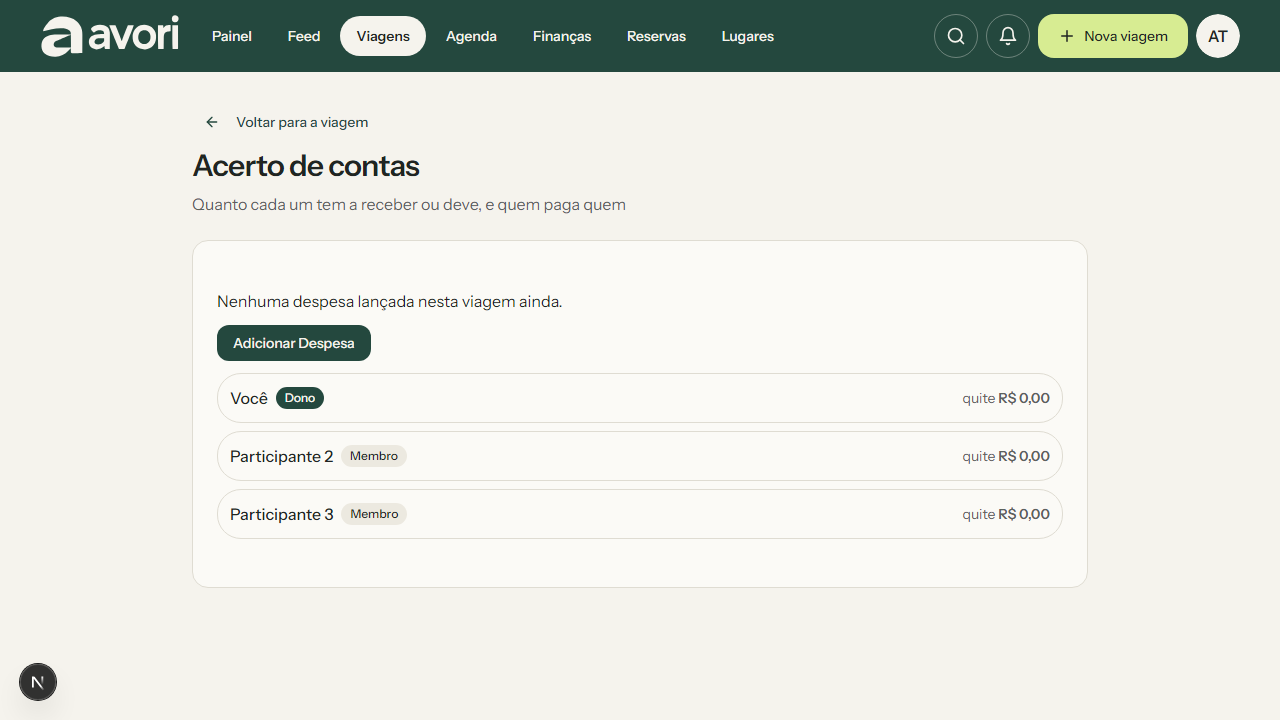 a avori
Painel
Feed
Viagens
Agenda
Finanças
Reservas
Lugares
Nova viagem
AT
Voltar para a viagem
Acerto de contas
Quanto cada um tem a receber ou deve, e quem paga quem
Nenhuma despesa lançada nesta viagem ainda.
Adicionar Despesa
Você Dono quite R$ 0,00
Participante 2 Membro quite R$ 0,00
Participante 3 Membro quite R$ 0,00
N